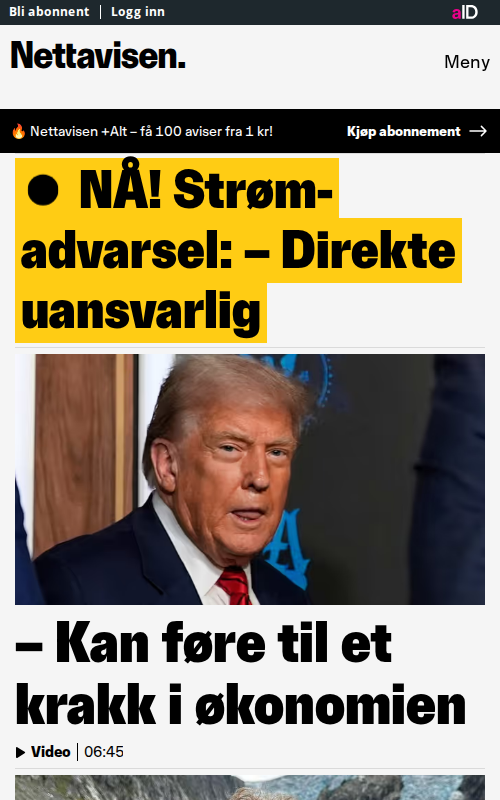 Bli abonnent | Logg inn
aID
Nettavisen.
Meny
🔥 Nettavisen +Alt – få 100 aviser fra 1 kr!
Kjøp abonnement →
● NÅ! Strøm-
advarsel: – Direkte
uansvarlig
– Kan føre til et
krakk i økonomien
Video | 06:45